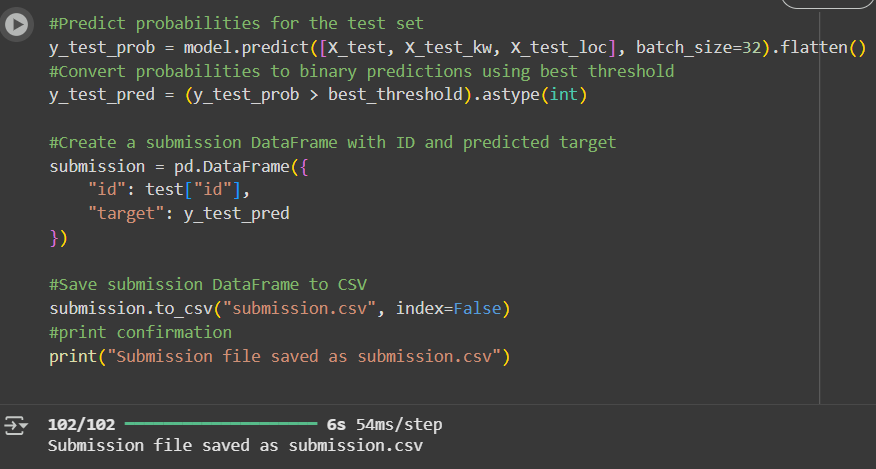 #Predict probabilities for the test set
y_test_prob = model.predict([X_test, X_test_kw, X_test_loc], batch_size=32).flatten()
#Convert probabilities to binary predictions using best threshold
y_test_pred = (y_test_prob > best_threshold).astype(int)
#Create a submission DataFrame with ID and predicted target
submission = pd.DataFrame({
    "id": test["id"],
    "target": y_test_pred
})
#Save submission DataFrame to CSV
submission.to_csv("submission.csv", index=False)
#print confirmation
print("Submission file saved as submission.csv")
102/102 6s 54ms/step
Submission file saved as submission.csv